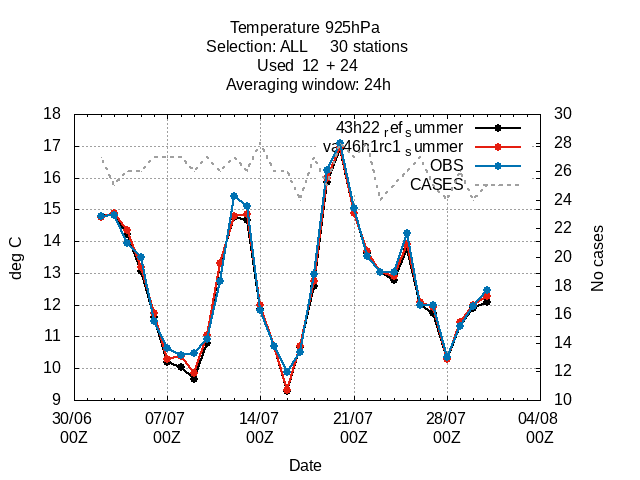 Temperature 925hPa
Selection: ALL 30 stations
Used 12 + 24
Averaging window: 24h
18
17
16
15
14
13
12
11
10
9
30
28
26
24
22
20
18
16
14
12
10
deg C
No cases
43h22refsummer
OBS
CASES
30/06 07/07 14/07 21/07 28/07 04/08
00Z 00Z 00Z 00Z 00Z 00Z
Date